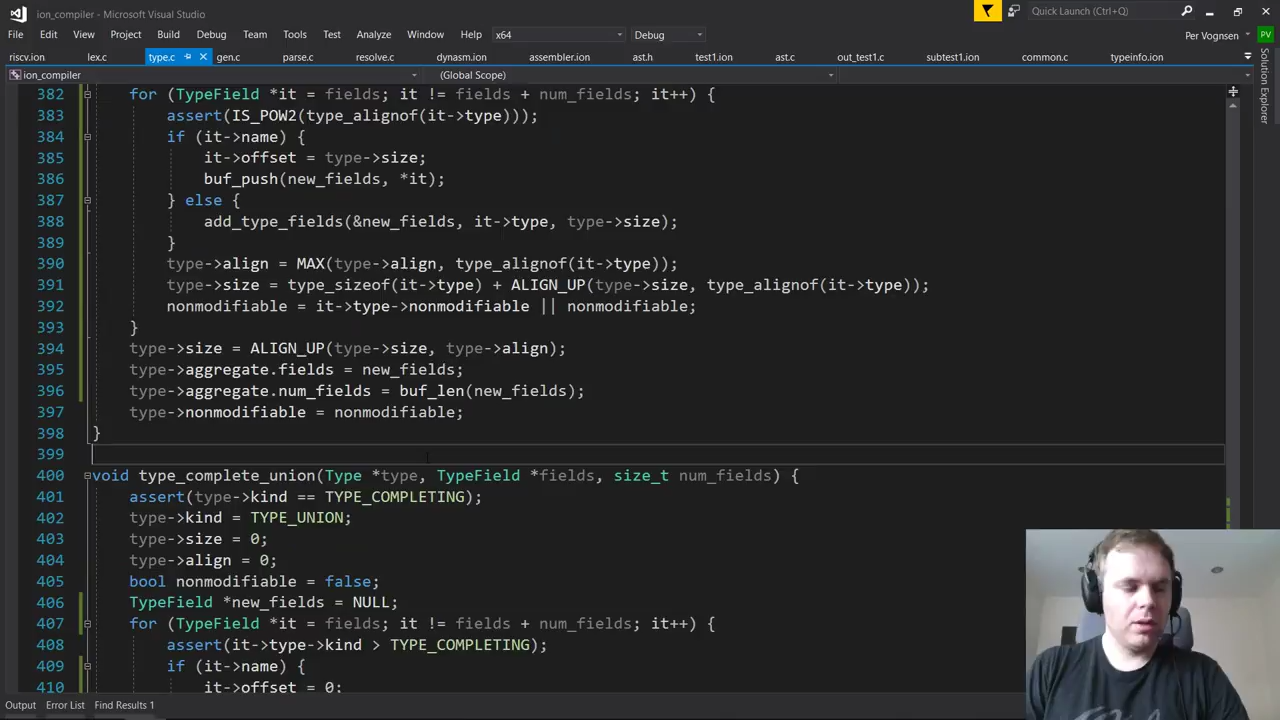 ion_compiler - Microsoft Visual Studio
Quick Launch (Ctrl+Q)
File Edit View Project Build Debug Team Tools Test Analyze Window Help x64 Debug Per Vognsen PV
riscv.ion lex.c type.c gen.c parse.c resolve.c dynasm.ion assembler.ion ast.h test1.ion ast.c out_test1.c subtest1.ion common.c typeinfo.ion
ion_compiler (Global Scope)
Solution Explorer
382 for (TypeField *it = fields; it != fields + num_fields; it++) {
383 assert(IS_POW2(type_alignof(it->type)));
384 if (it->name) {
385 it->offset = type->size;
386 buf_push(new_fields, *it);
387 } else {
388 add_type_fields(&new_fields, it->type, type->size);
389 }
390 type->align = MAX(type->align, type_alignof(it->type));
391 type->size = type_sizeof(it->type) + ALIGN_UP(type->size, type_alignof(it->type));
392 nonmodifiable = it->type->nonmodifiable || nonmodifiable;
393 }
394 type->size = ALIGN_UP(type->size, type->align);
395 type->aggregate.fields = new_fields;
396 type->aggregate.num_fields = buf_len(new_fields);
397 type->nonmodifiable = nonmodifiable;
398 }
399
400 void type_complete_union(Type *type, TypeField *fields, size_t num_fields) {
401 assert(type->kind == TYPE_COMPLETING);
402 type->kind = TYPE_UNION;
403 type->size = 0;
404 type->align = 0;
405 bool nonmodifiable = false;
406 TypeField *new_fields = NULL;
407 for (TypeField *it = fields; it != fields + num_fields; it++) {
408 assert(it->type->kind > TYPE_COMPLETING);
409 if (it->name) {
410 it->offset = 0;
Output Error List Find Results 1